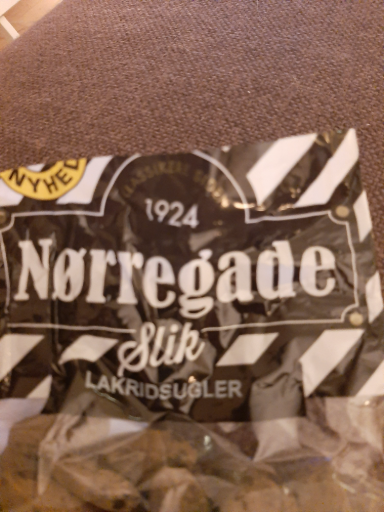 NYHED
1924
Nørregade
Slik
LAKRIDSUGLER